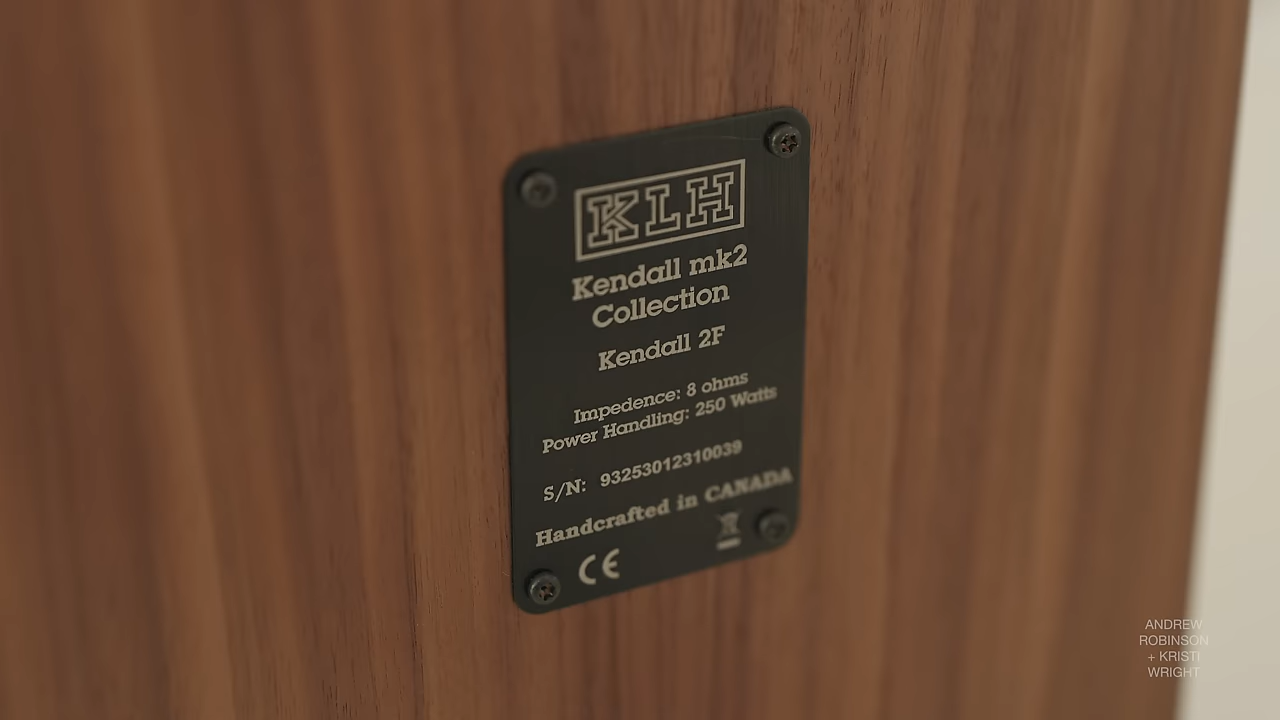 KLH
Kendall mk2
Collection
Kendall 2F
Impedence: 8 ohms
Power Handling: 250 Watts
S/N: 93253012310039
Handcrafted in CANADA
CE
ANDREW
ROBINSON
+ KRISTI
WRIGHT